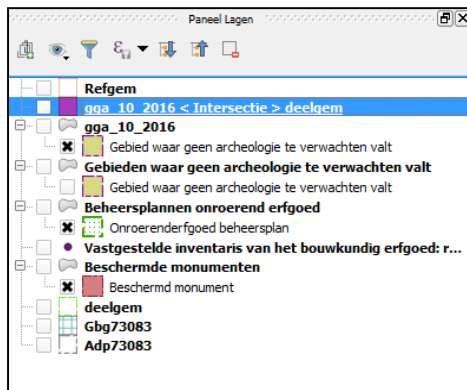 Paneel Lagen
Refgem
gga_10_2016 < Intersectie > deelgem
gga_10_2016
Gebied waar geen archeologie te verwachten valt
Gebieden waar geen archeologie te verwachten valt
Gebied waar geen archeologie te verwachten valt
Beheersplannen onroerend erfgoed
Onroerenderfgoed beheersplan
Vastgestelde inventaris van het bouwkundig erfgoed: r...
Beschermde monumenten
Beschermd monument
deelgem
Gbg73083
Adp73083